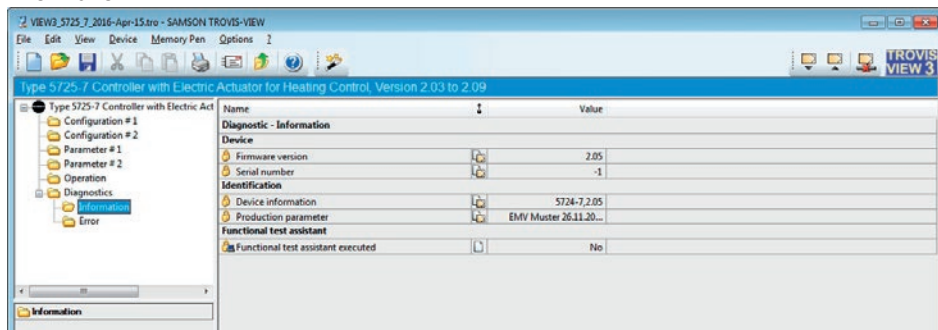 VIEW3_5725_7_2016-Apr-15.tro - SAMSON TROVIS-VIEW
File Edit View Device Memory Pen Options ?
TROVIS
VIEW 3
Type 5725-7 Controller with Electric Actuator for Heating Control, Version 2.03 to 2.09
Type 5725-7 Controller with Electric Act
Configuration # 1
Configuration # 2
Parameter # 1
Parameter # 2
Operation
Diagnostics
Information
Error
Information
Name Value
Diagnostic - Information
Device
Firmware version 2.05
Serial number -1
Identification
Device information 5724-7,2.05
Production parameter EMV Muster 26.11.20...
Functional test assistant
Functional test assistant executed No